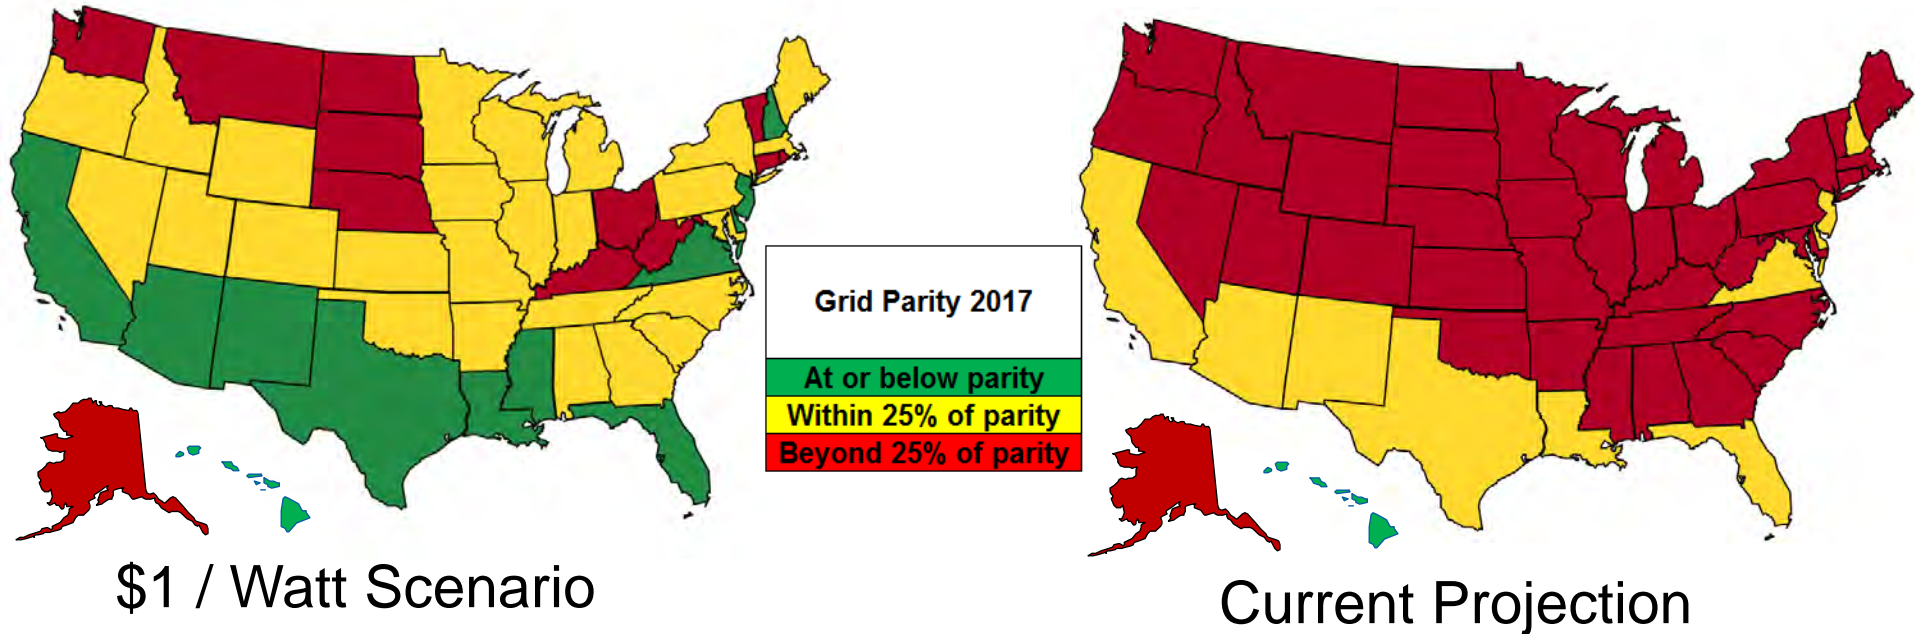 Grid Parity 2017
At or below parity
Within 25% of parity
Beyond 25% of parity
$1 / Watt Scenario
Current Projection